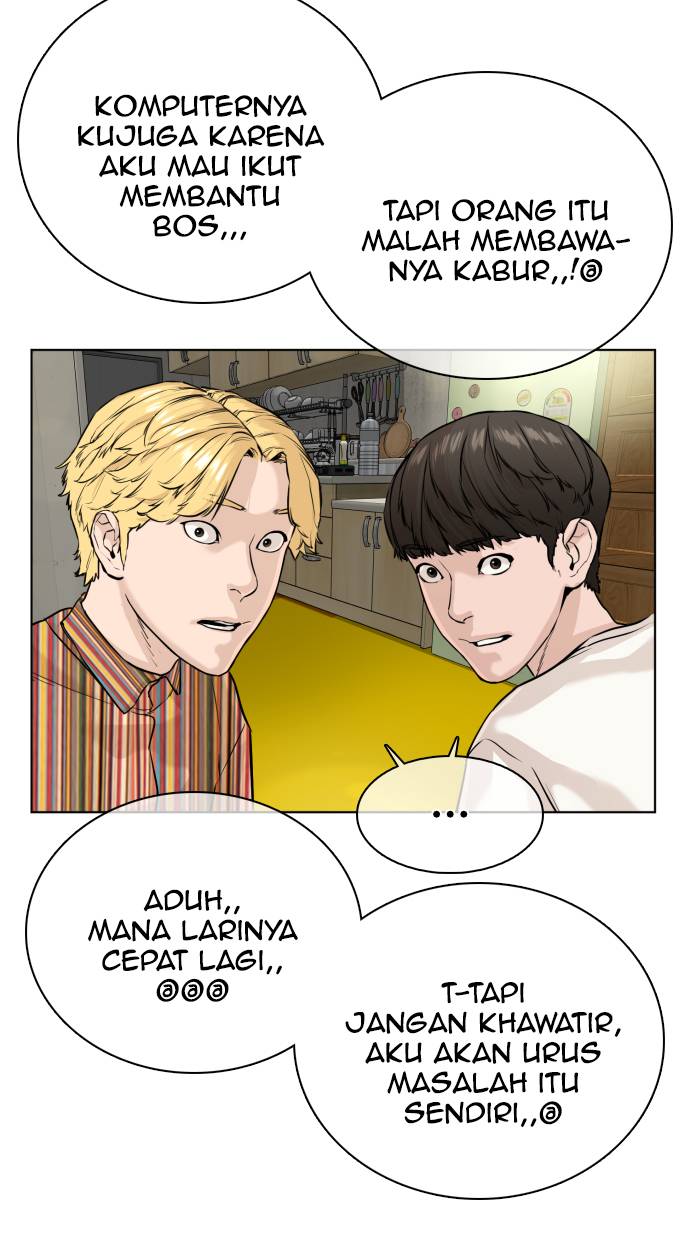 KOMPUTERNYA
KUJUGA KARENA
AKU MAU IKUT
MEMBANTU
BOS,,,
TAPI ORANG ITU
MALAH MEMBAWA-
NYA KABUR,,!@
...
ADUH,,
MANA LARINYA
CEPAT LAGI,,
@@@
T-TAPI
JANGAN KHAWATIR,
AKU AKAN URUS
MASALAH ITU
SENDIRI,,@